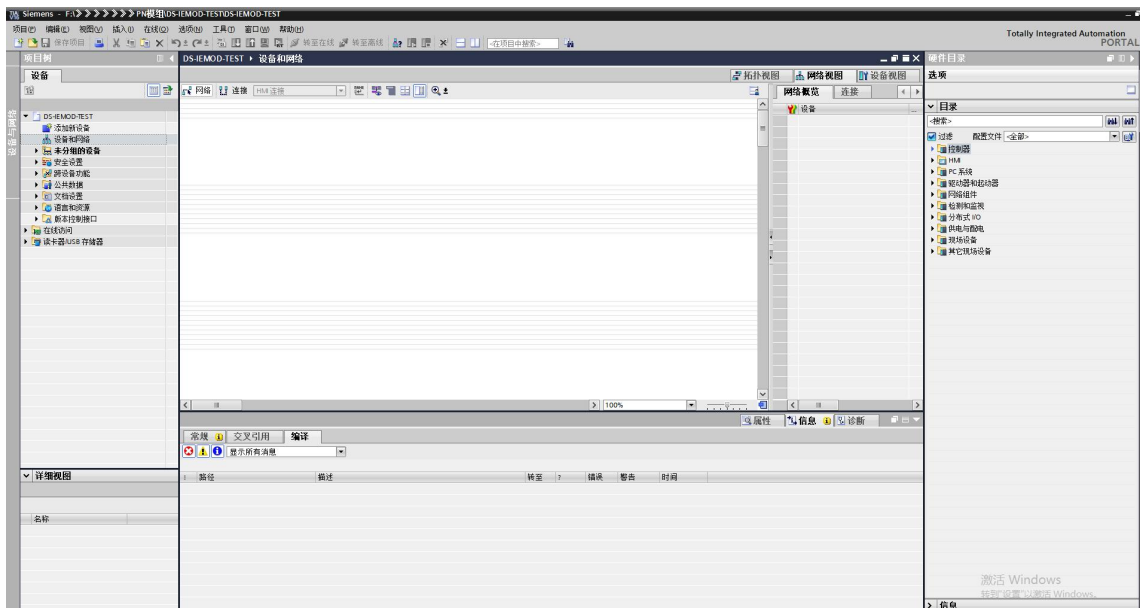 Siemens - F:\》》》》》》PN模组\DS-IEMOD-TEST\DS-IEMOD-TEST
项目(P) 编辑(E) 视图(V) 插入(I) 在线(O) 选项(N) 工具(T) 窗口(W) 帮助(H)
Totally Integrated Automation
PORTAL
保存项目 转至在线 转至离线 <在项目中搜索>
项目树
DS-IEMOD-TEST 设备和网络
硬件目录
设备
拓扑视图 网络视图 设备视图
选项
网络 连接 HMI 连接
网络概览 连接
设备
目录
<搜索>
过滤 配置文件 <全部>
设备与网络
DS-IEMOD-TEST
添加新设备
设备和网络
未分组的设备
安全设置
跨设备功能
公共数据
文档设置
语言和资源
版本控制接口
在线访问
读卡器/USB 存储器
控制器
HMI
PC 系统
驱动器和起动器
网络组件
检测和监视
分布式 I/O
供电与配电
现场设备
其它现场设备
100%
属性 信息 诊断
常规 交叉引用 编译
显示所有消息
! 路径 描述 转至 ? 错误 警告 时间
详细视图
名称
激活 Windows
转到"设置"以激活 Windows。
信息